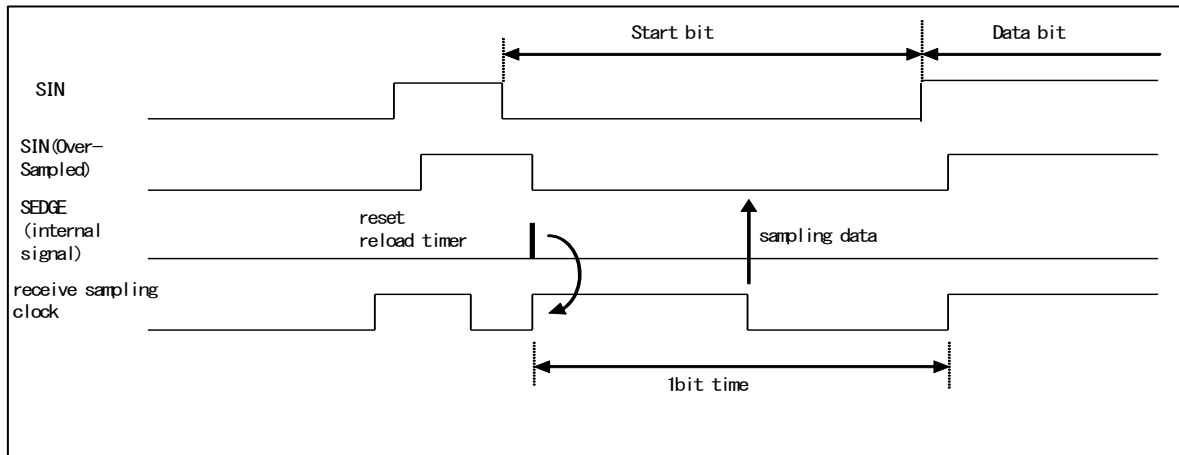 Start bit
Data bit
SIN
SIN(Over-
Sampled)
SEDGE
(internal
signal)
reset
reload timer
sampling data
receive sampling
clock
1bit time